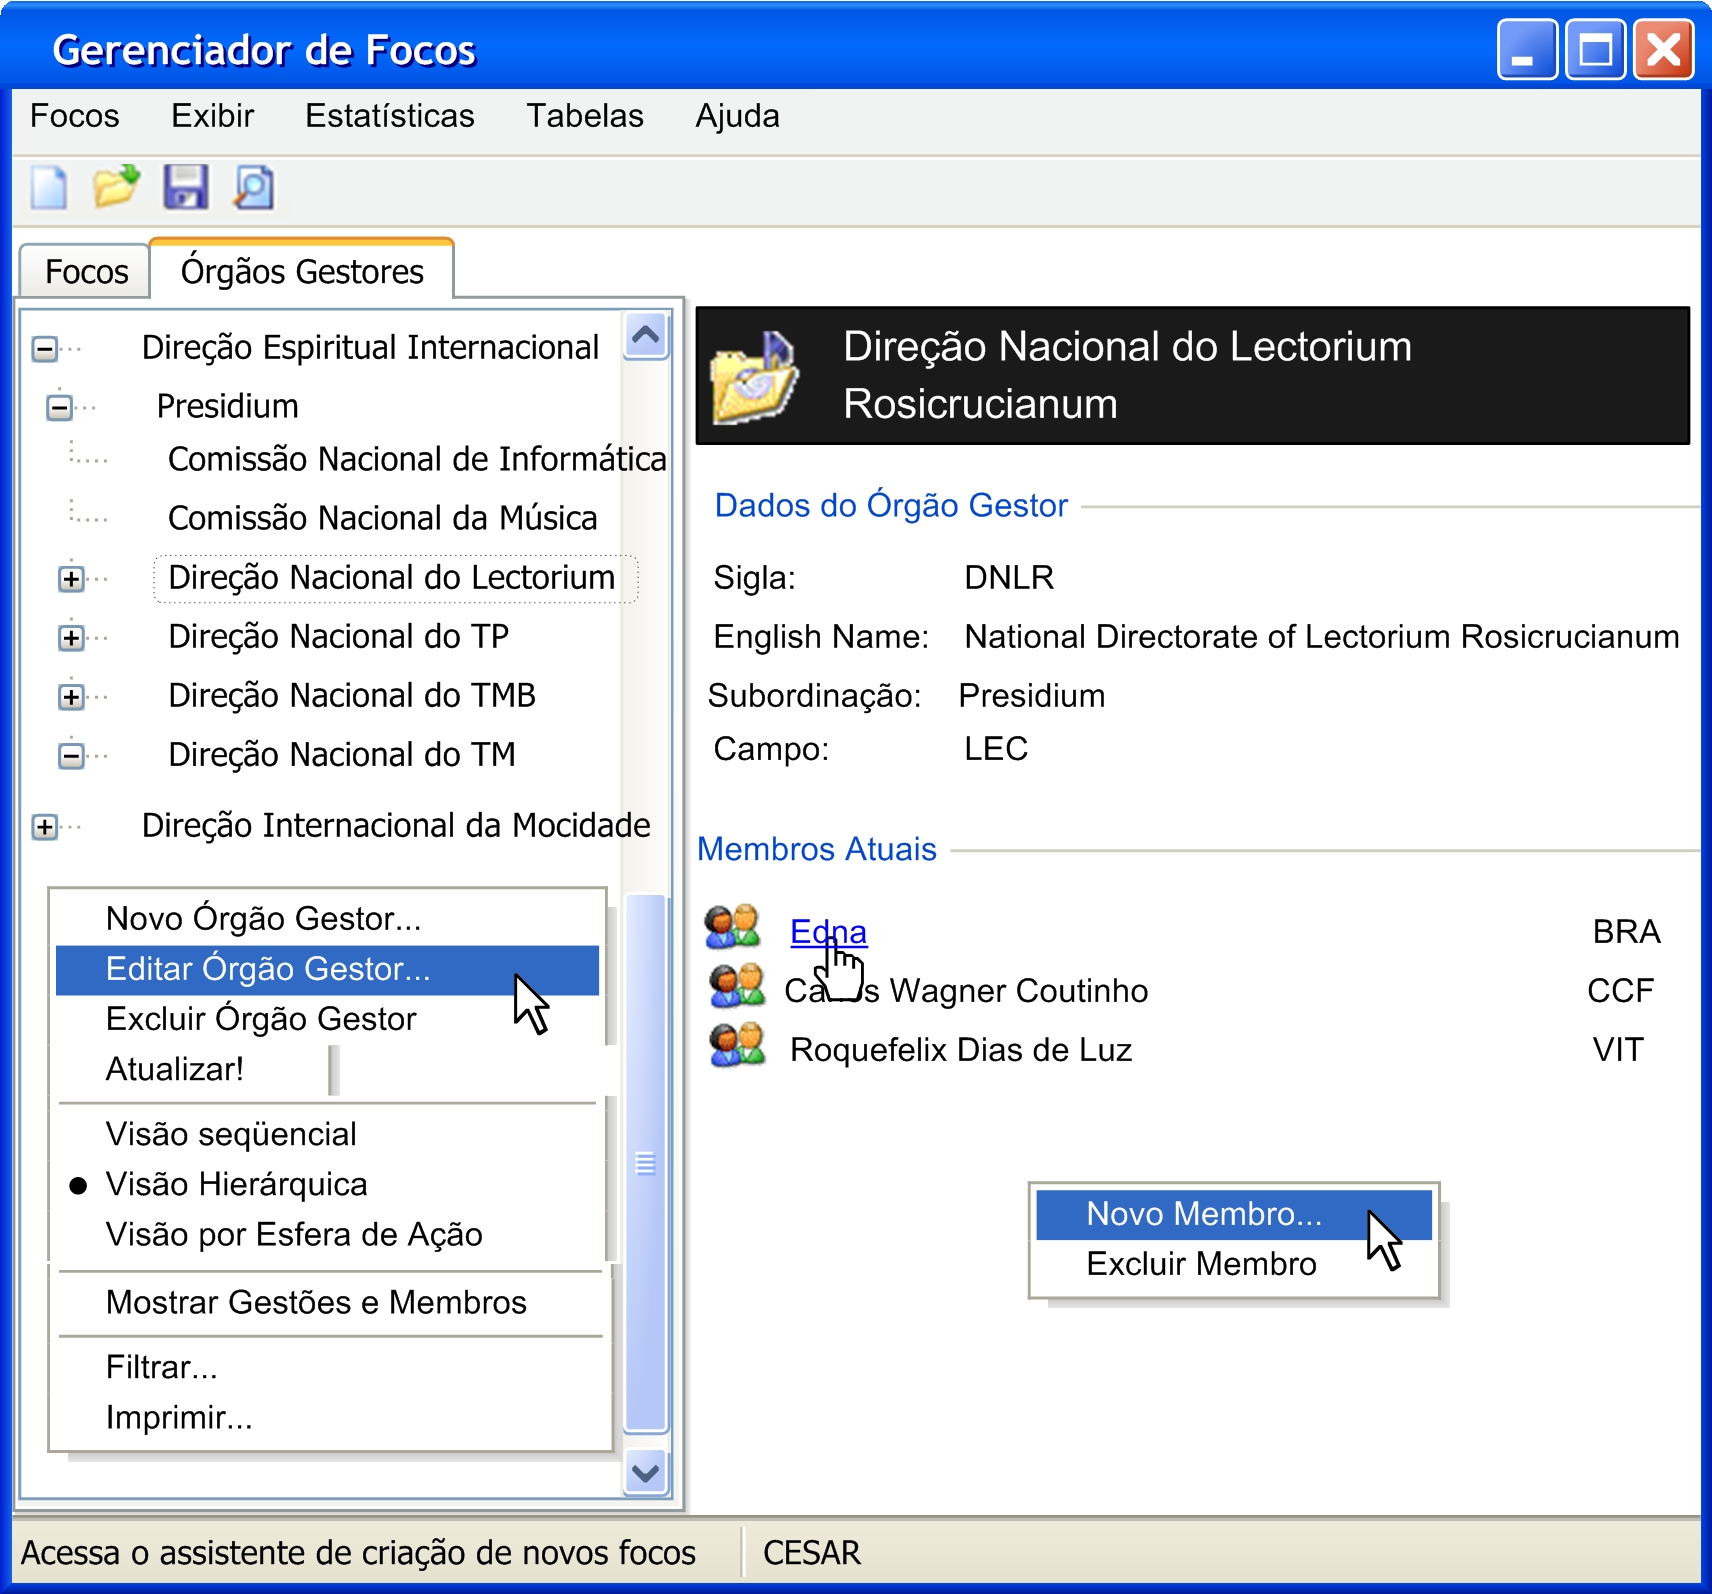 Gerenciador de Focos
Focos Exibir Estatísticas Tabelas Ajuda
Focos Órgãos Gestores
Direção Espiritual Internacional
Presidium
Comissão Nacional de Informática
Comissão Nacional da Música
Direção Nacional do Lectorium
Direção Nacional do TP
Direção Nacional do TMB
Direção Nacional do TM
Direção Internacional da Mocidade
Novo Órgão Gestor...
Editar Órgão Gestor...
Excluir Órgão Gestor
Atualizar!
Visão seqüencial
Visão Hierárquica
Visão por Esfera de Ação
Mostrar Gestões e Membros
Filtrar...
Imprimir...
Direção Nacional do Lectorium
Rosicrucianum
Dados do Órgão Gestor
Sigla: DNLR
English Name: National Directorate of Lectorium Rosicrucianum
Subordinação: Presidium
Campo: LEC
Membros Atuais
Edna BRA
Wagner Coutinho CCF
Roquefelix Dias de Luz VIT
Novo Membro...
Excluir Membro
Acessa o assistente de criação de novos focos CESAR